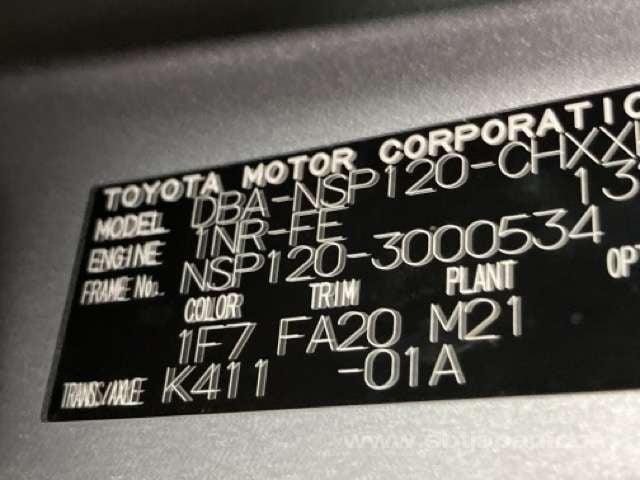 TOYOTA MOTOR CORPORATIO
MODEL DBA-NSP120-CHXX
ENGINE 1NR-FE 13
FRAME No. NSP120-3000534
COLOR TRIM PLANT OPT
1F7 FA20 M21
TRANS/AXLE K411 -01A